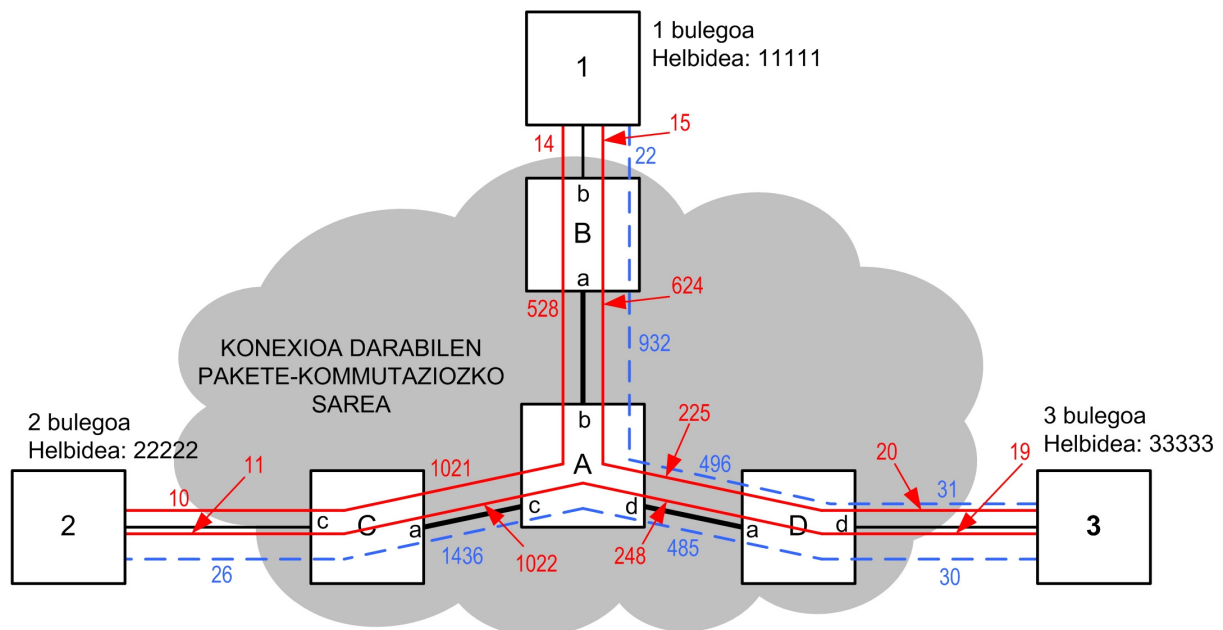 1 bulegoa
Helbidea: 11111
1
14
15
22
b
B
a
528
624
932
KONEXIOA DARABILEN
PAKETE-KOMMUTAZIOZKO
SAREA
2 bulegoa
Helbidea: 22222
3 bulegoa
Helbidea: 33333
b
A
c
d
225
496
1021
11
10
20
19
31
2
c
C
a
a
D
d
3
26
1436
1022
248
485
30